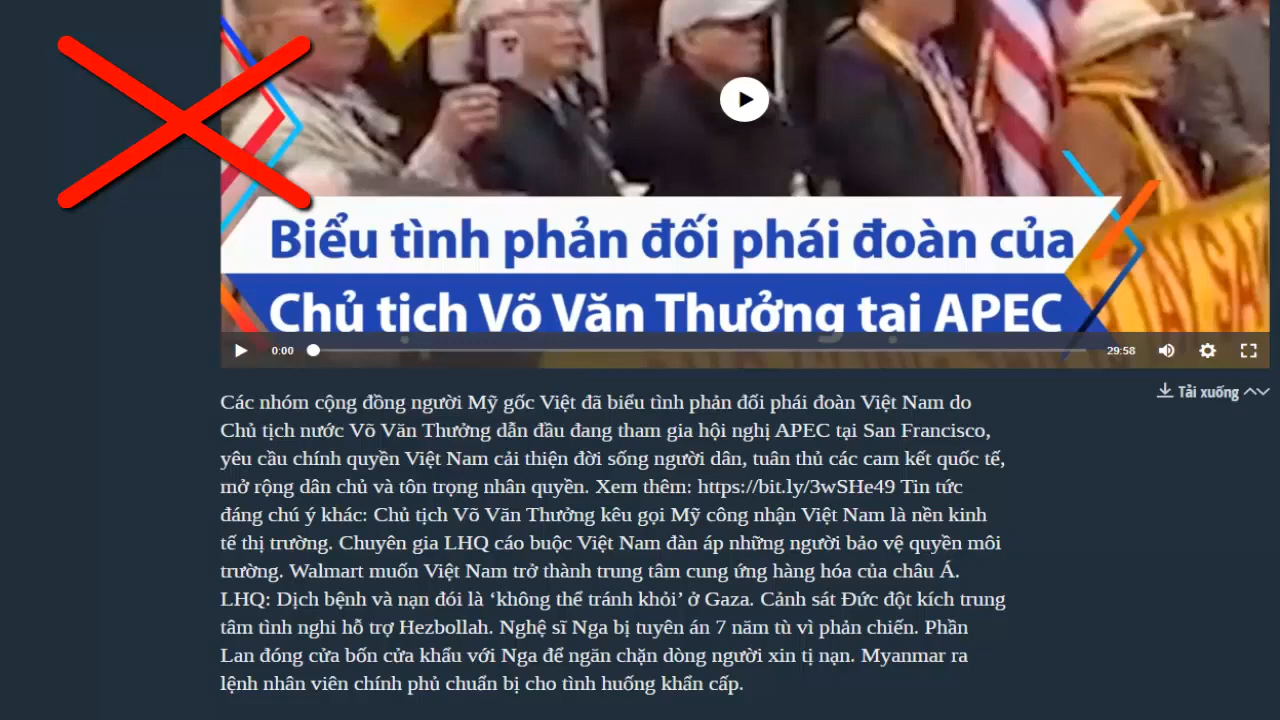 Biểu tình phản đối phái đoàn của
Chủ tịch Võ Văn Thưởng tại APEC
0:00
29:58
Tải xuống
Các nhóm cộng đồng người Mỹ gốc Việt đã biểu tình phản đối phái đoàn Việt Nam do
Chủ tịch nước Võ Văn Thưởng dẫn đầu đang tham gia hội nghị APEC tại San Francisco,
yêu cầu chính quyền Việt Nam cải thiện đời sống người dân, tuân thủ các cam kết quốc tế,
mở rộng dân chủ và tôn trọng nhân quyền. Xem thêm: https://bit.ly/3wSHe49 Tin tức
đáng chú ý khác: Chủ tịch Võ Văn Thưởng kêu gọi Mỹ công nhận Việt Nam là nền kinh
tế thị trường. Chuyên gia LHQ cáo buộc Việt Nam đàn áp những người bảo vệ quyền môi
trường. Walmart muốn Việt Nam trở thành trung tâm cung ứng hàng hóa của châu Á.
LHQ: Dịch bệnh và nạn đói là ‘không thể tránh khỏi’ ở Gaza. Cảnh sát Đức đột kích trung
tâm tình nghi hỗ trợ Hezbollah. Nghệ sĩ Nga bị tuyên án 7 năm tù vì phản chiến. Phần
Lan đóng cửa bốn cửa khẩu với Nga để ngăn chặn dòng người xin tị nạn. Myanmar ra
lệnh nhân viên chính phủ chuẩn bị cho tình huống khẩn cấp.